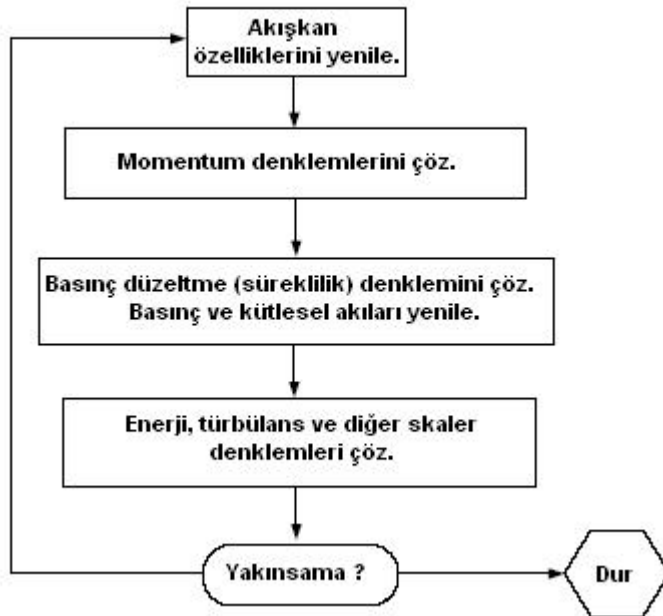 Akışkan
özelliklerini yenile.
Momentum denklemlerini çöz.
Basınç düzeltme (süreklilik) denklemini çöz.
Basınç ve kütlesel akıları yenile.
Enerji, türbülans ve diğer skaler
denklemleri çöz.
Yakınsama ?
Dur